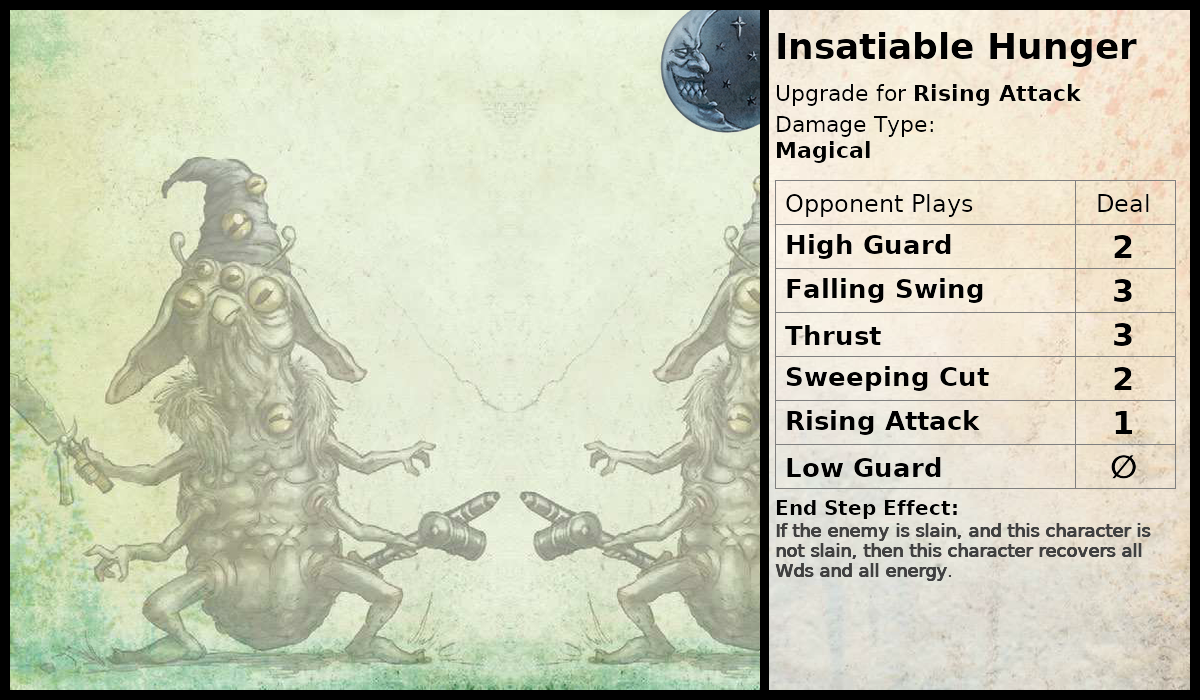 Insatiable Hunger
Upgrade for Rising Attack
Damage Type:
Magical
Opponent Plays Deal
High Guard 2
Falling Swing 3
Thrust 3
Sweeping Cut 2
Rising Attack 1
Low Guard ∅
End Step Effect:
If the enemy is slain, and this character is
not slain, then this character recovers all
Wds and all energy.